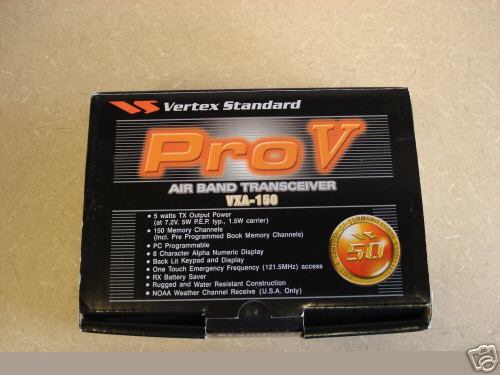 Vertex Standard
Pro V
AIR BAND TRANSCEIVER
VXA-150
• 5 watts TX Output Power
(at 7.2V. 5W P.E.P. typ., 1.5W carrier)
• 150 Memory Channels
(Incl. Pre Programmed Book Memory Channels)
• PC Programmable
• 8 Character Alpha Numeric Display
• Back Lit Keypad and Display
• One Touch Emergency Frequency (121.5MHz) access
• RX Battery Saver
• Rugged and Water Resistant Construction
• NOAA Weather Channel Receive (U.S.A. Only)
50